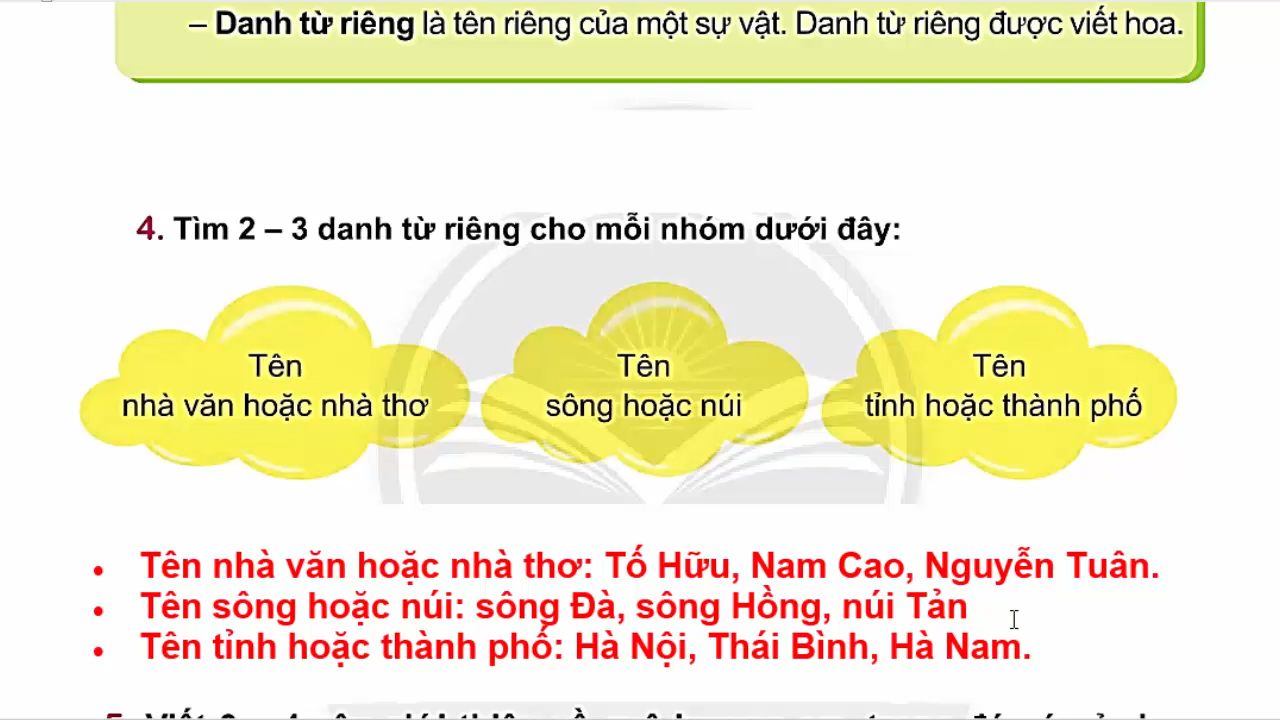 – Danh từ riêng là tên riêng của một sự vật. Danh từ riêng được viết hoa.
4. Tìm 2 – 3 danh từ riêng cho mỗi nhóm dưới đây:
Tên
nhà văn hoặc nhà thơ
Tên
sông hoặc núi
Tên
tỉnh hoặc thành phố
• Tên nhà văn hoặc nhà thơ: Tố Hữu, Nam Cao, Nguyễn Tuân.
• Tên sông hoặc núi: sông Đà, sông Hồng, núi Tản
• Tên tỉnh hoặc thành phố: Hà Nội, Thái Bình, Hà Nam.